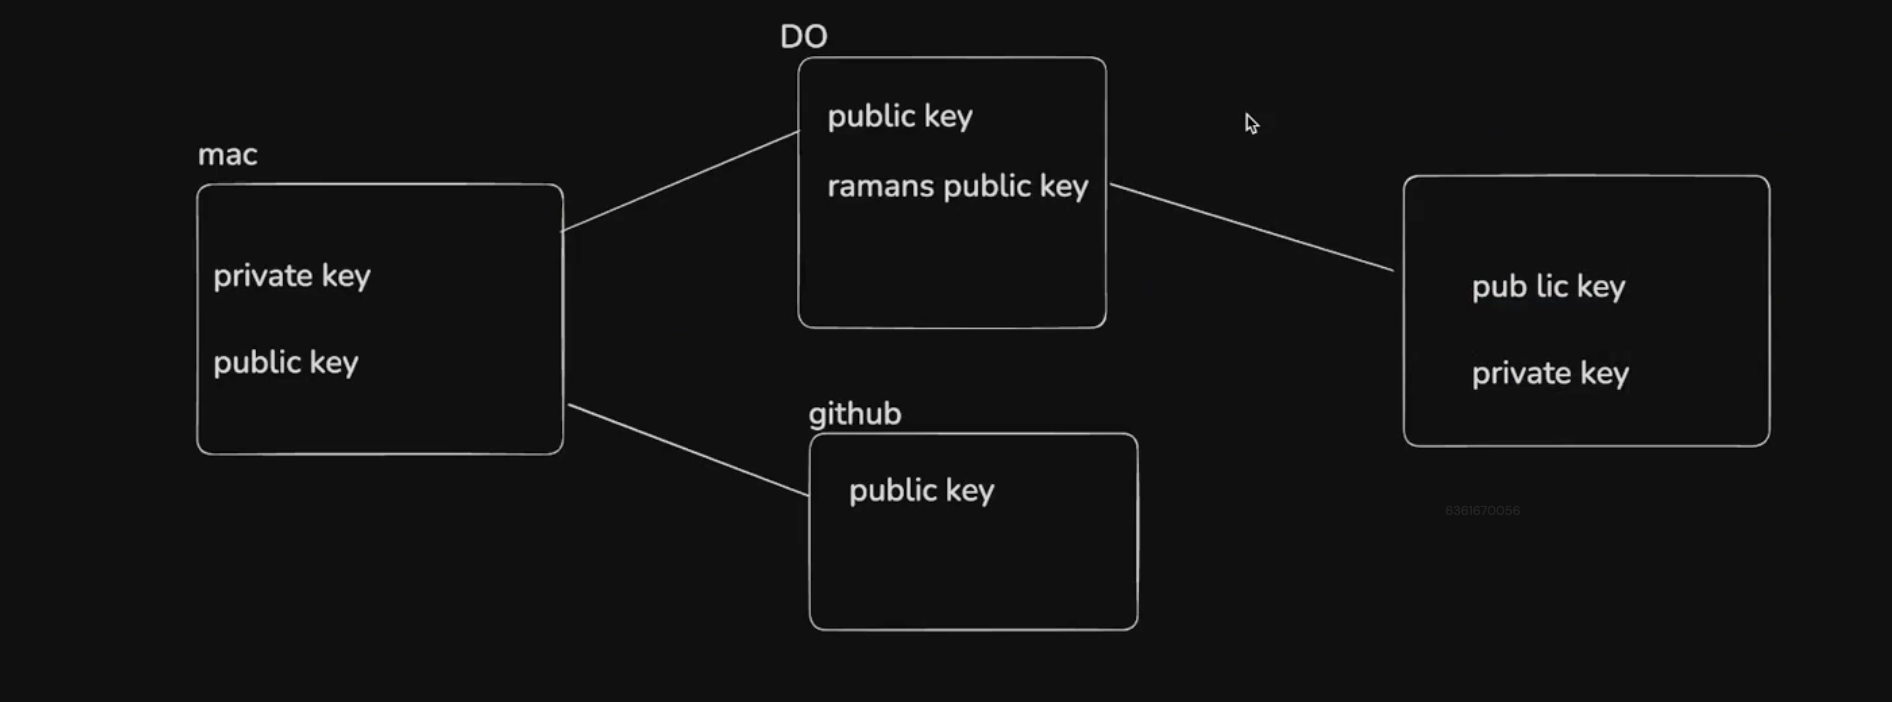 DO
public key
ramans public key
mac
private key
public key
pub lic key
private key
github
public key
6361670056